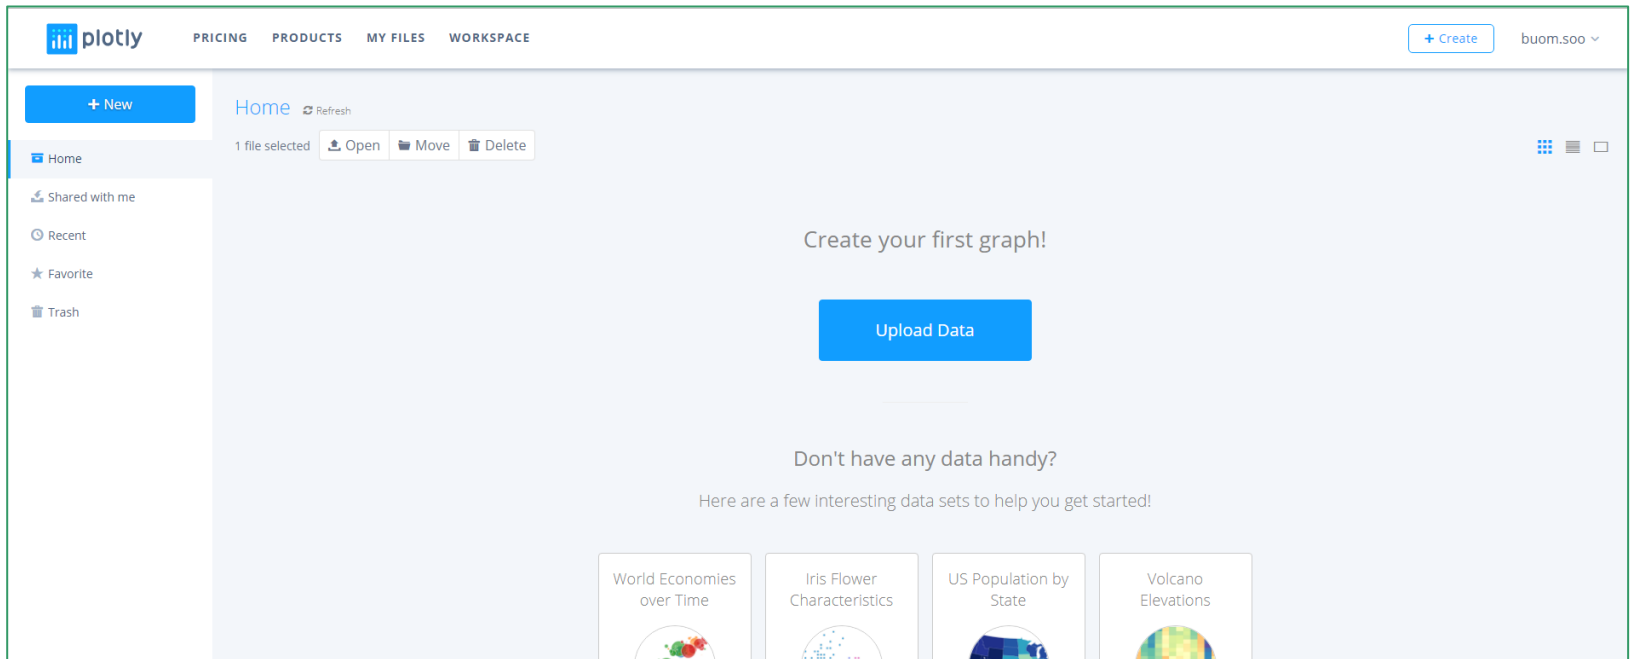 plotly PRICING PRODUCTS MY FILES WORKSPACE + Create buom.soo
+ New
Home
Shared with me
Recent
Favorite
Trash
Home Refresh
1 file selected Open Move Delete
Create your first graph!
Upload Data
Don't have any data handy?
Here are a few interesting data sets to help you get started!
World Economies
over Time
Iris Flower
Characteristics
US Population by
State
Volcano
Elevations